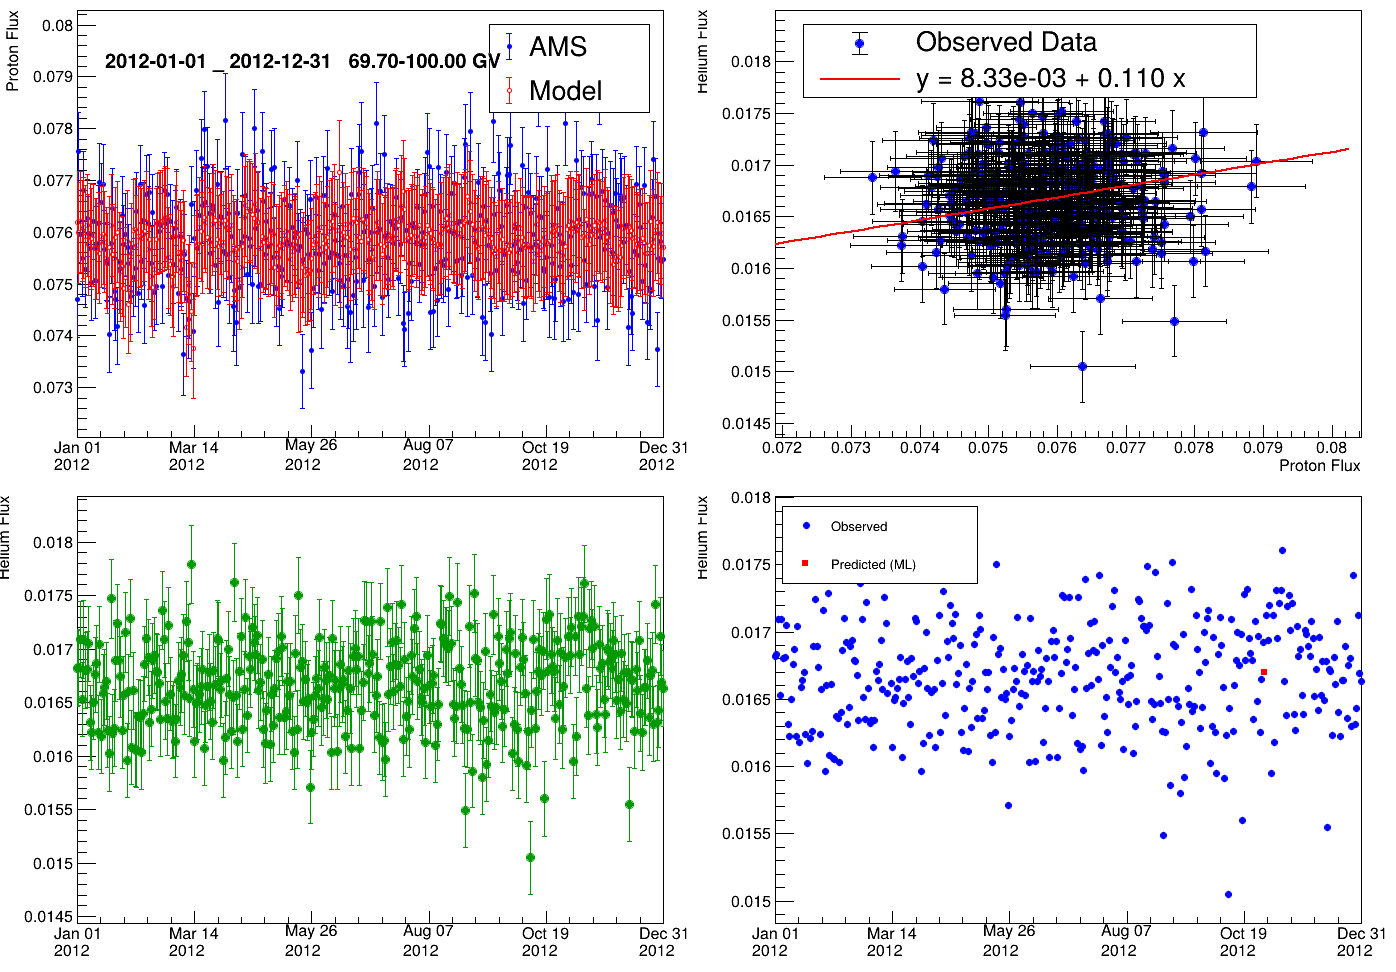 Proton Flux
0.08
0.079
0.078
0.077
0.076
0.075
0.074
0.073
2012-01-01 _ 2012-12-31 69.70-100.00 GV
AMS
Model
Jan 01
2012
Mar 14
2012
May 26
2012
Aug 07
2012
Oct 19
2012
Dec 31
2012
Helium Flux
0.018
0.0175
0.017
0.0165
0.016
0.0155
0.015
0.0145
Observed Data
y = 8.33e-03 + 0.110 x
0.072
0.073
0.074
0.075
0.076
0.077
0.078
0.079
0.08
Proton Flux
Helium Flux
0.018
0.0175
0.017
0.0165
0.016
0.0155
0.015
0.0145
Jan 01
2012
Mar 14
2012
May 26
2012
Aug 07
2012
Oct 19
2012
Dec 31
2012
Helium Flux
0.018
0.0175
0.017
0.0165
0.016
0.0155
0.015
Observed
Predicted (ML)
Jan 01
2012
Mar 14
2012
May 26
2012
Aug 07
2012
Oct 19
2012
Dec 31
2012